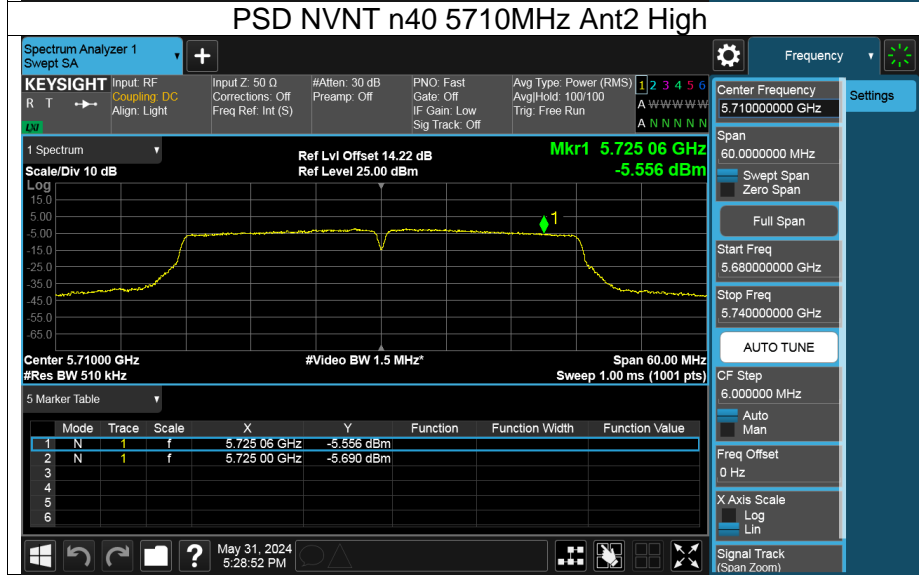 PSD NVNT n40 5710MHz Ant2 High
Spectrum Analyzer 1
Swept SA
+
Frequency
KEYSIGHT
R T
LXI
Input: RF
Coupling: DC
Align: Light
Input Z: 50 Ω
Corrections: Off
Freq Ref: Int (S)
#Atten: 30 dB
Preamp: Off
PNO: Fast
Gate: Off
IF Gain: Low
Sig Track: Off
Avg Type: Power (RMS)
Avg|Hold: 100/100
Trig: Free Run
1 2 3 4 5 6
A W W W W W
A N N N N N
1 Spectrum
Scale/Div 10 dB
Ref Lvl Offset 14.22 dB
Ref Level 25.00 dBm
Mkr1 5.725 06 GHz
-5.556 dBm
Log
15.0
5.00
-5.00
-15.0
-25.0
-35.0
-45.0
-55.0
-65.0
1
Center 5.71000 GHz
#Res BW 510 kHz
#Video BW 1.5 MHz*
Span 60.00 MHz
Sweep 1.00 ms (1001 pts)
5 Marker Table
Mode Trace Scale X Y Function Function Width Function Value
1 N 1 f 5.725 06 GHz -5.556 dBm
2 N 1 f 5.725 00 GHz -5.690 dBm
3
4
5
6
?
May 31, 2024
5:28:52 PM
Center Frequency
5.710000000 GHz
Span
60.0000000 MHz
Swept Span
Zero Span
Full Span
Start Freq
5.680000000 GHz
Stop Freq
5.740000000 GHz
AUTO TUNE
CF Step
6.000000 MHz
Auto
Man
Freq Offset
0 Hz
X Axis Scale
Log
Lin
Signal Track
(Span Zoom)
Settings